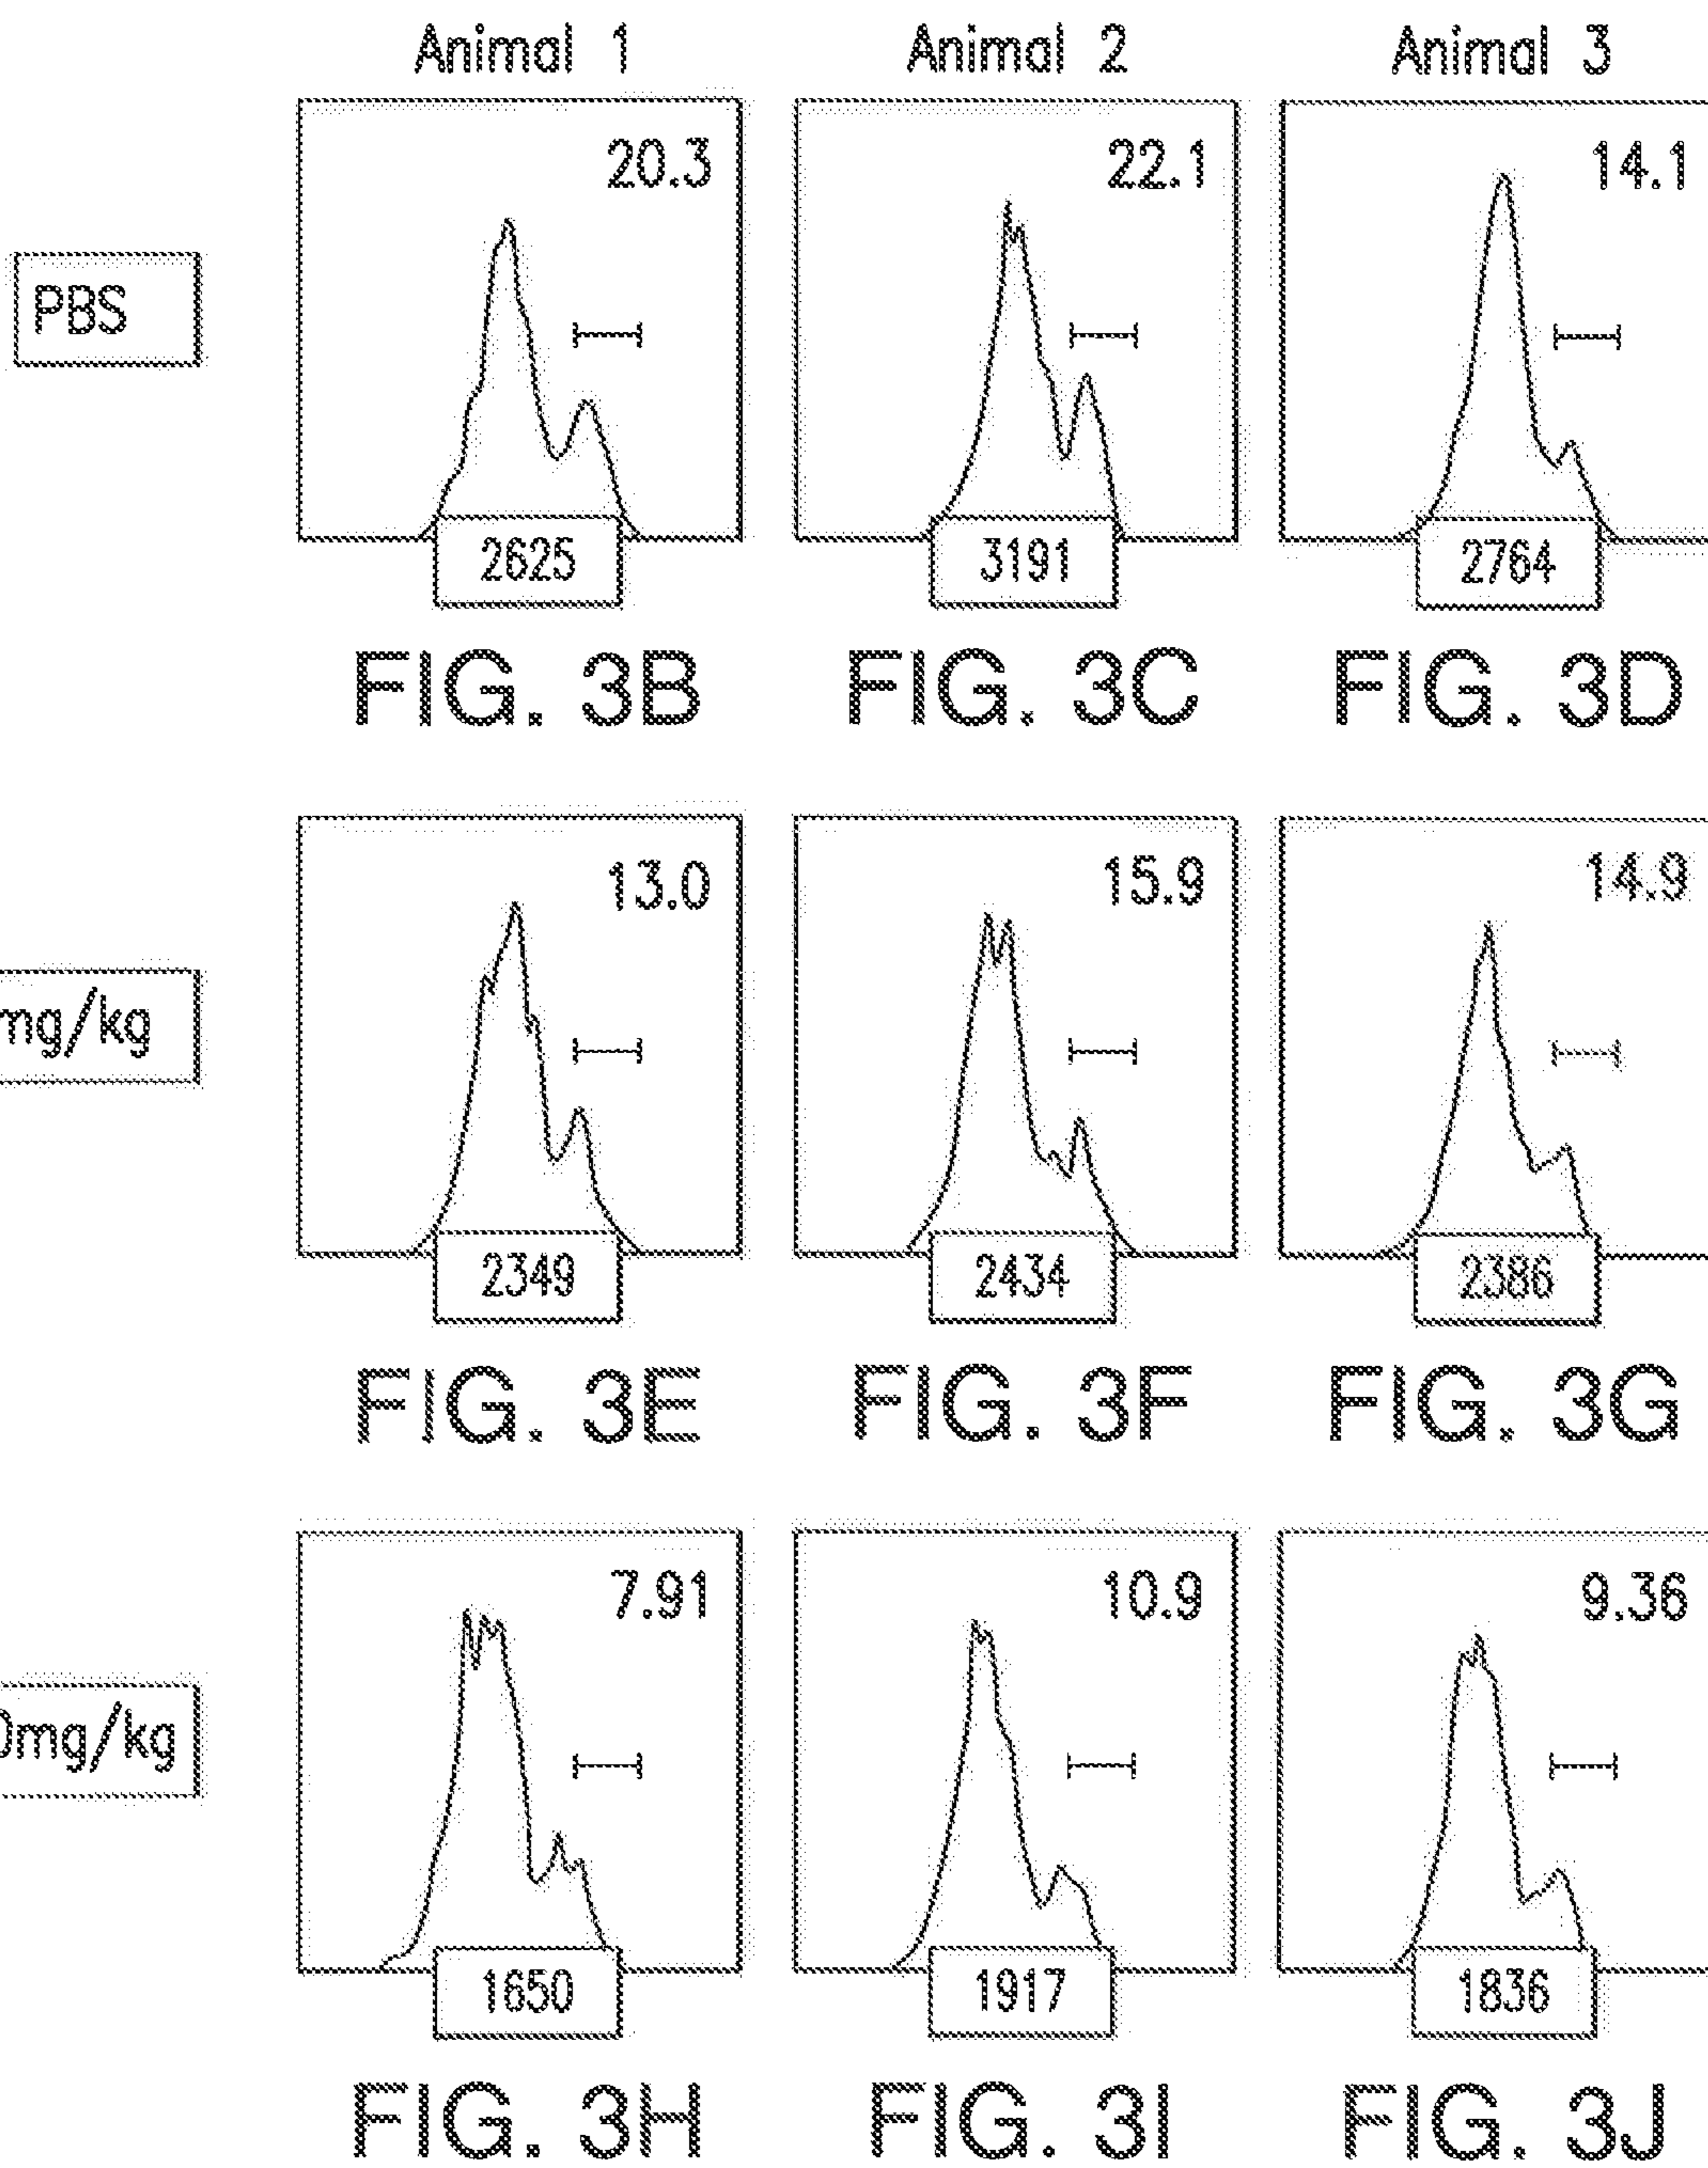 Animal 1 Animal 2 Animal 3
20.3 22.1 14.1
PBS
2625 3191 2764
FIG. 3B FIG. 3C FIG. 3D
13.0 15.9 14.9
mg/kg
2349 2434 2386
FIG. 3E FIG. 3F FIG. 3G
7.91 10.9 9.36
0mg/kg
1650 1917 1836
FIG. 3H FIG. 3I FIG. 3J